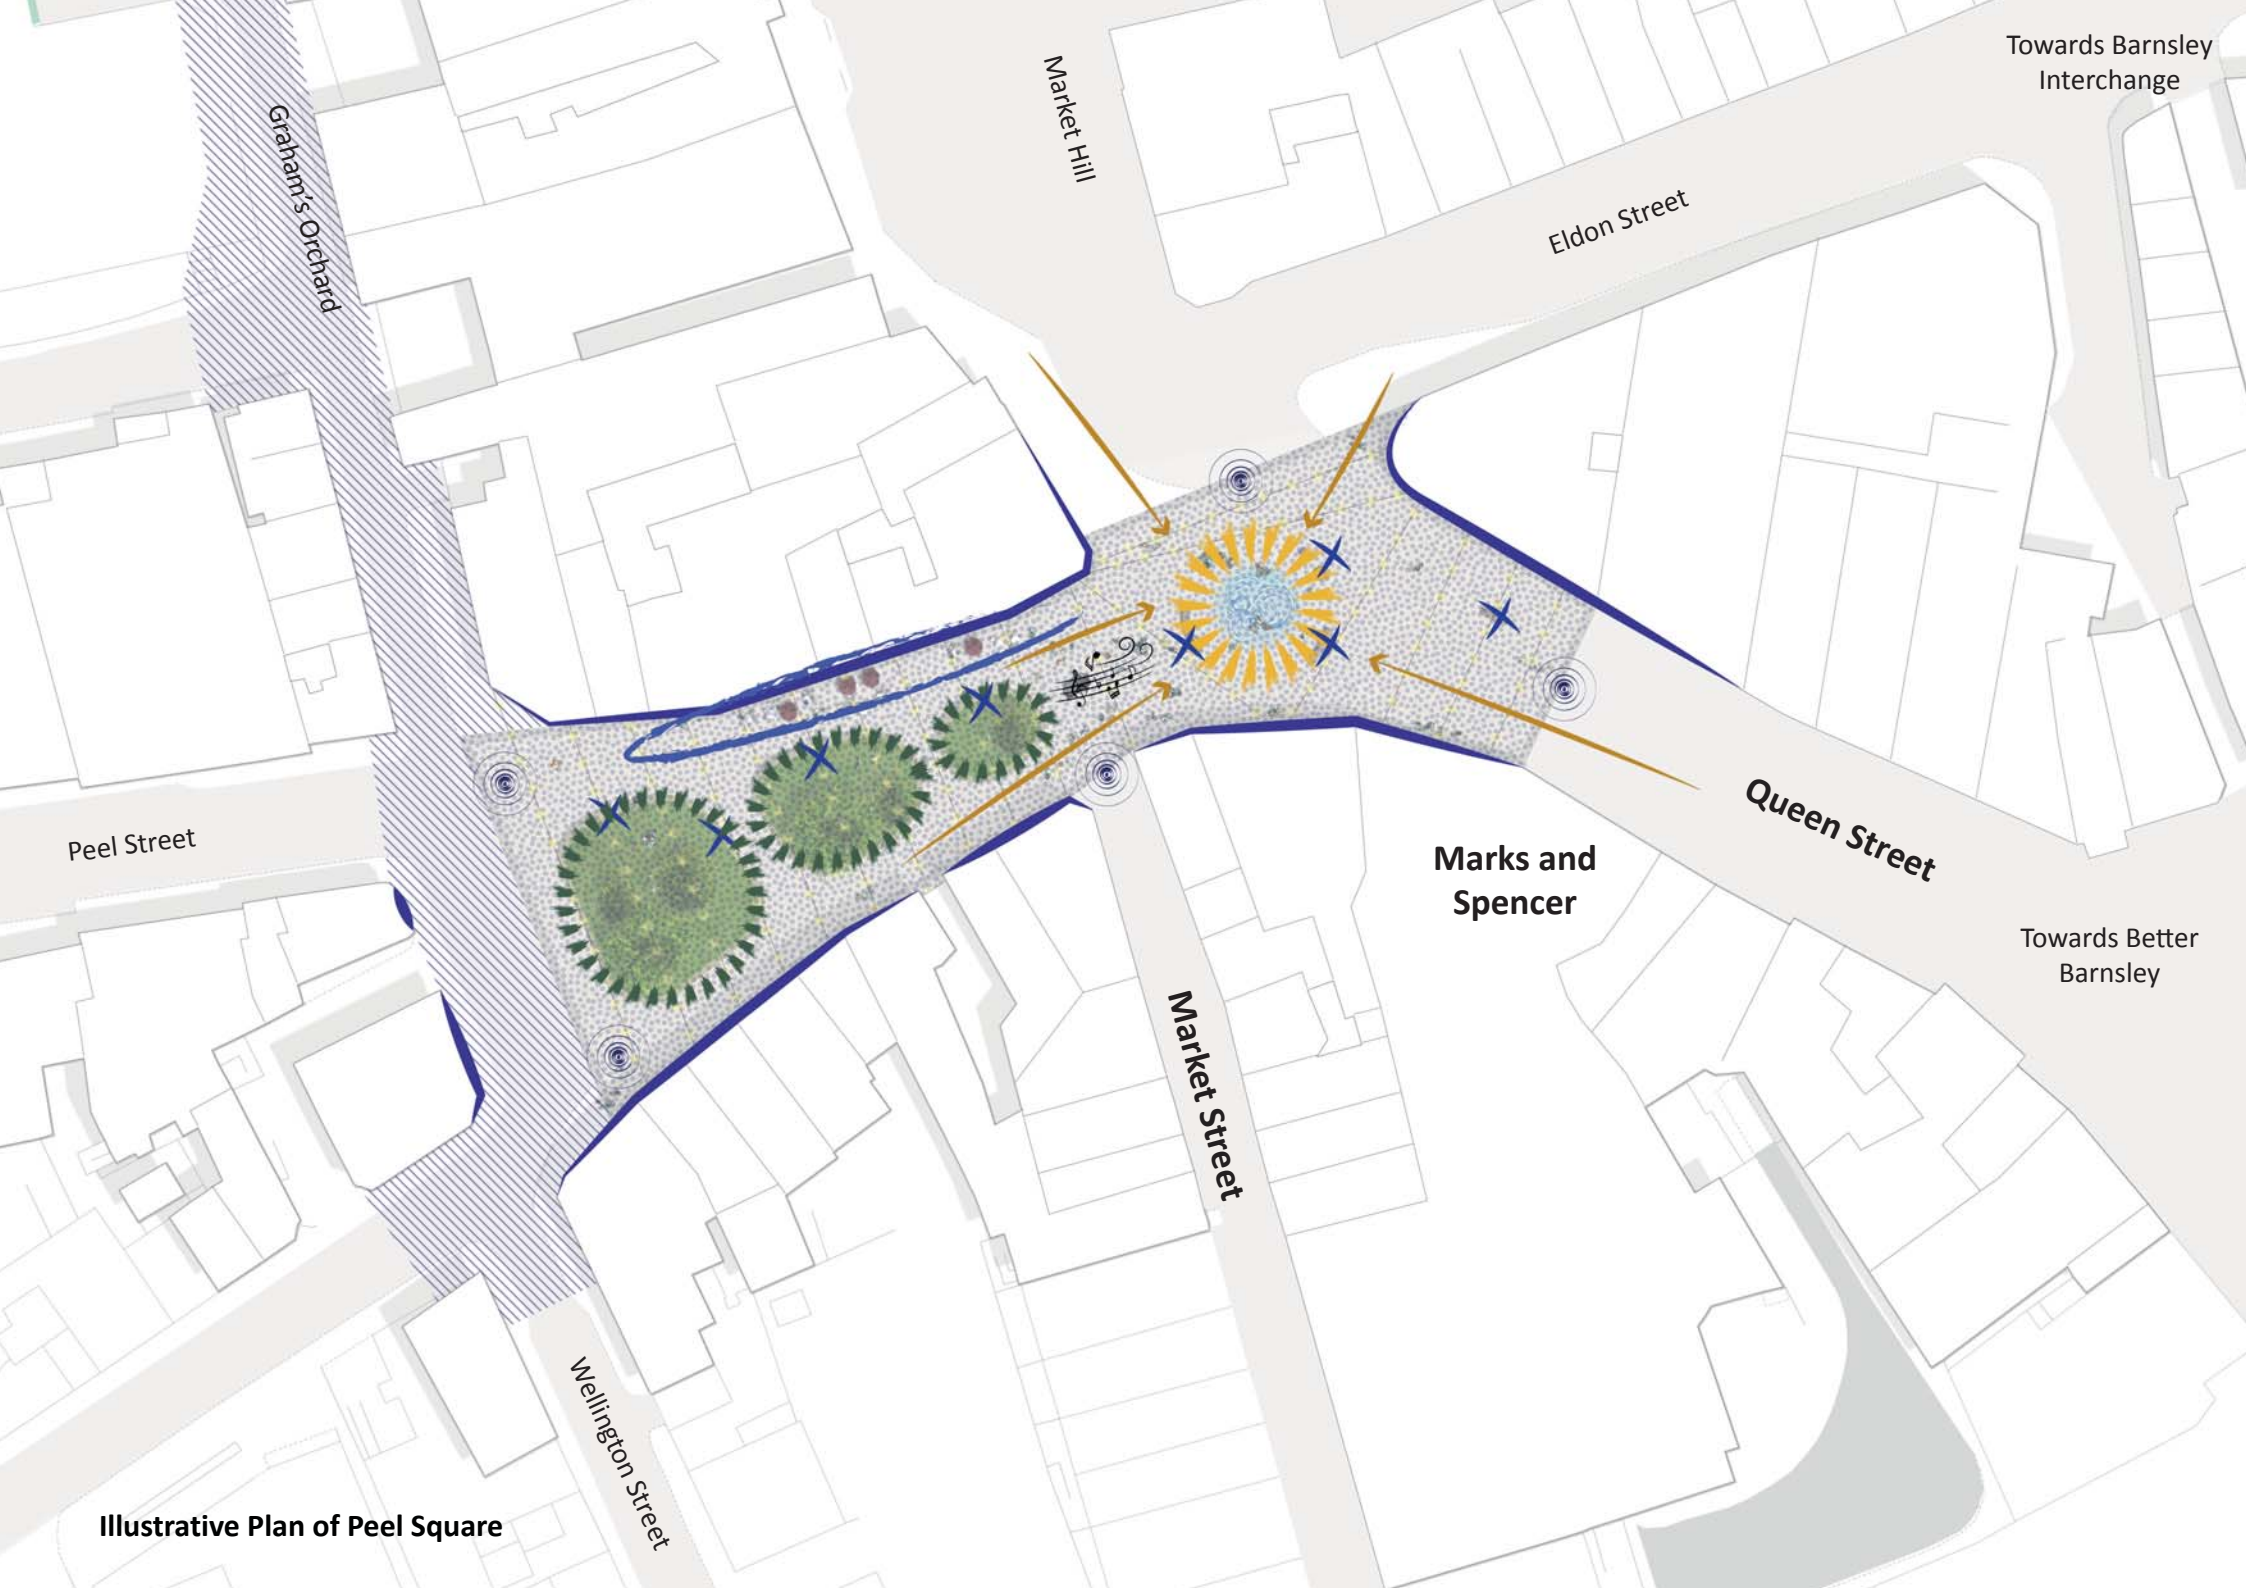 Towards Barnsley
Interchange
Market Hill
Graham's Orchard
Eldon Street
Peel Street
Queen Street
Marks and
Spencer
Towards Better
Barnsley
Market Street
Wellington Street
Illustrative Plan of Peel Square